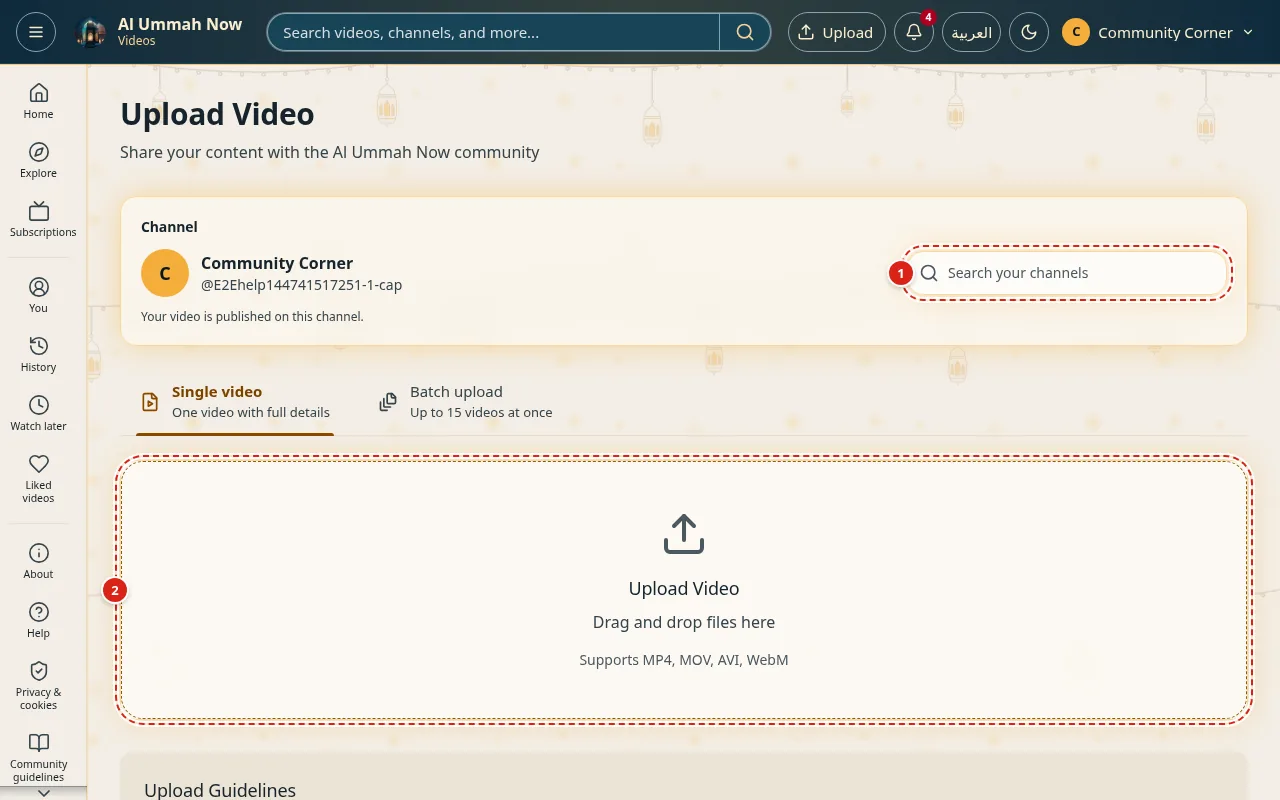 Al Ummah Now
Videos
Search videos, channels, and more...
Upload
4
العربية
C
Community Corner
Home
Explore
Subscriptions
You
History
Watch later
Liked
videos
About
Help
Privacy &
cookies
Community
guidelines
Upload Video
Share your content with the Al Ummah Now community
Channel
C
Community Corner
@E2Ehelp144741517251-1-cap
Your video is published on this channel.
1
Search your channels
Single video
One video with full details
Batch upload
Up to 15 videos at once
2
Upload Video
Drag and drop files here
Supports MP4, MOV, AVI, WebM
Upload Guidelines